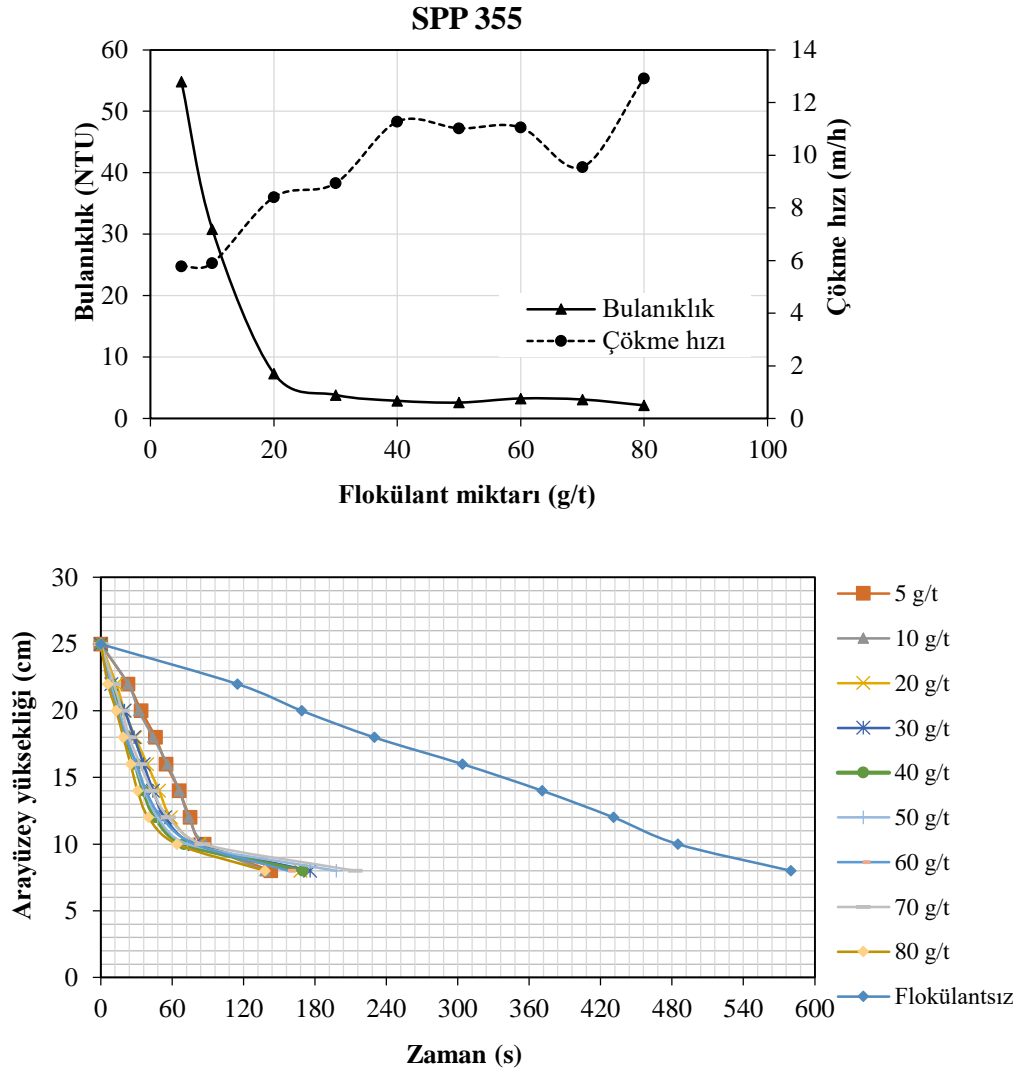 SPP 355
60
50
40
30
20
10
0
Bulanıklık (NTU)
14
12
10
8
6
4
2
0
Çökme hızı (m/h)
Bulanıklık
Çökme hızı
0 20 40 60 80 100
Flokülant miktarı (g/t)
30
25
20
15
10
5
0
Arayüzey yüksekliği (cm)
0 60 120 180 240 300 360 420 480 540 600
Zaman (s)
5 g/t
10 g/t
20 g/t
30 g/t
40 g/t
50 g/t
60 g/t
70 g/t
80 g/t
Flokülantsız